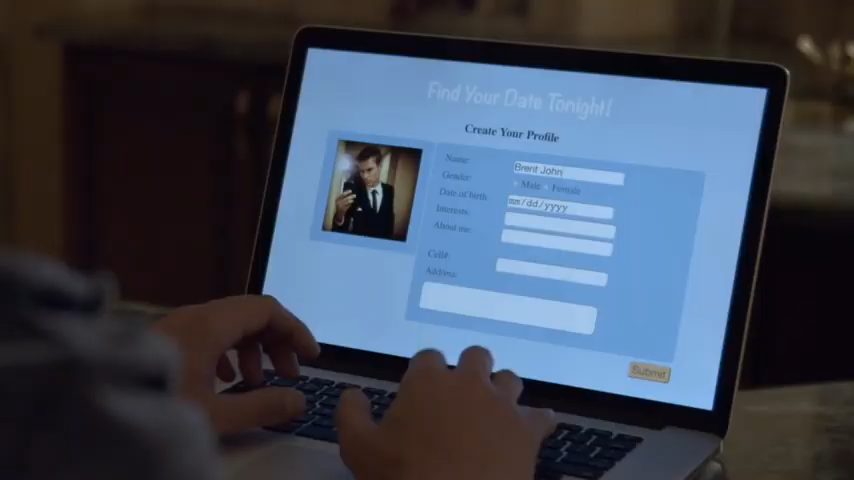 Find Your Date Tonight!
Create Your Profile
Name: Brent John
Gender: Male Female
Date of birth mm/dd/yyyy
Interests:
About me:
Cell#:
Address:
Submit